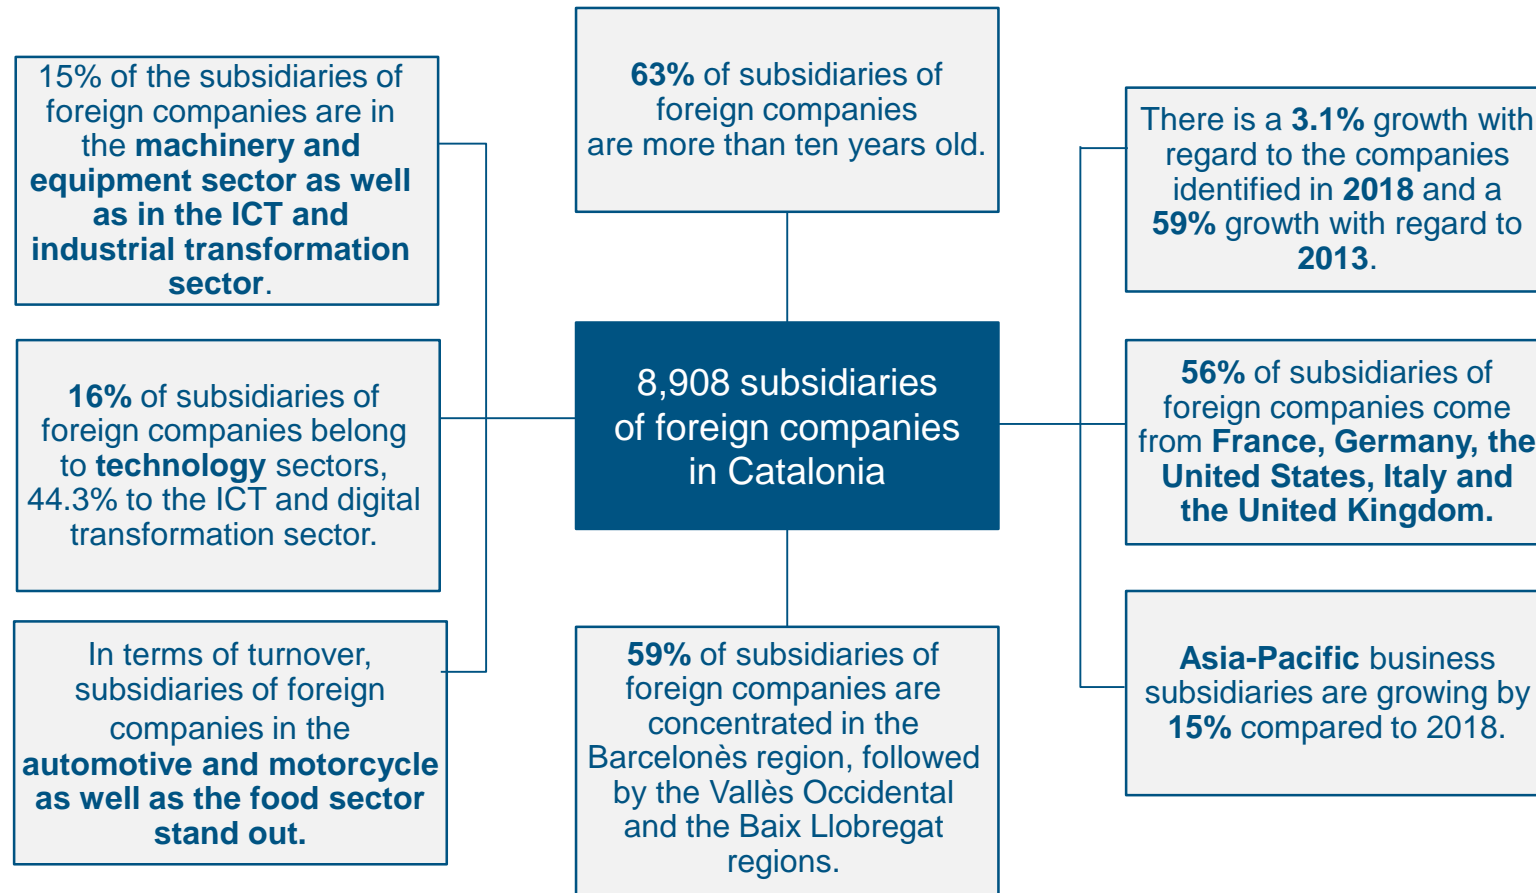 15% of the subsidiaries of
foreign companies are in
the machinery and
equipment sector as well
as in the ICT and
industrial transformation
sector.
16% of subsidiaries of
foreign companies belong
to technology sectors,
44.3% to the ICT and digital
transformation sector.
In terms of turnover,
subsidiaries of foreign
companies in the
automotive and motorcycle
as well as the food sector
stand out.
63% of subsidiaries of
foreign companies
are more than ten years old.
8,908 subsidiaries
of foreign companies
in Catalonia
59% of subsidiaries of
foreign companies are
concentrated in the
Barcelonès region, followed
by the Vallès Occidental
and the Baix Llobregat
regions.
There is a 3.1% growth with
regard to the companies
identified in 2018 and a
59% growth with regard to
2013.
56% of subsidiaries of
foreign companies come
from France, Germany, the
United States, Italy and
the United Kingdom.
Asia-Pacific business
subsidiaries are growing by
15% compared to 2018.